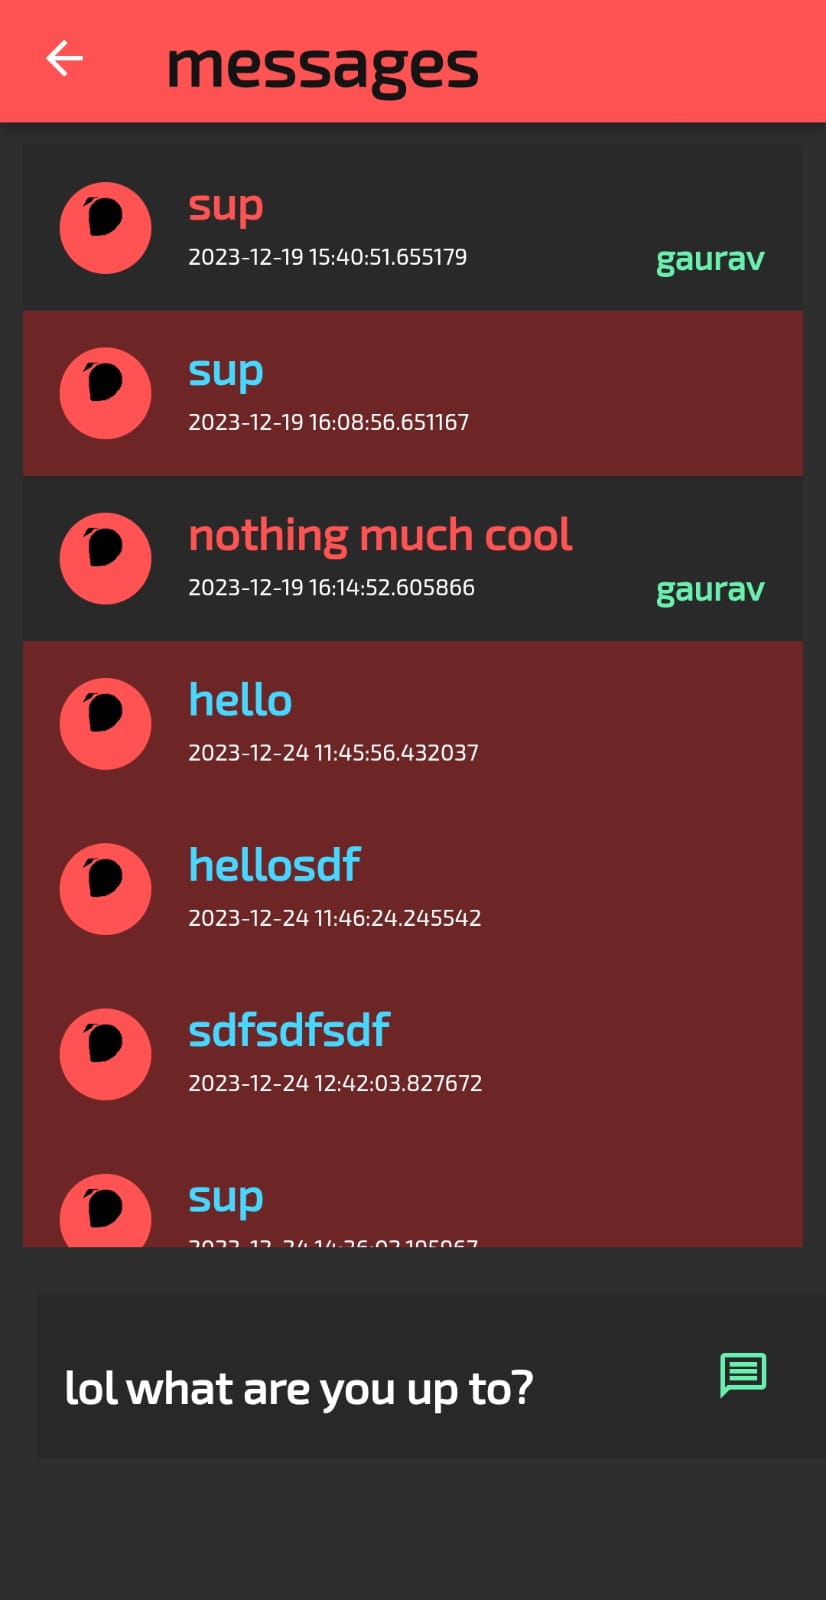 messages
sup
2023-12-19 15:40:51.655179
gaurav
sup
2023-12-19 16:08:56.651167
nothing much cool
2023-12-19 16:14:52.605866
gaurav
hello
2023-12-24 11:45:56.432037
hellosdf
2023-12-24 11:46:24.245542
sdfsdfsdf
2023-12-24 12:42:03.827672
sup
lol what are you up to?